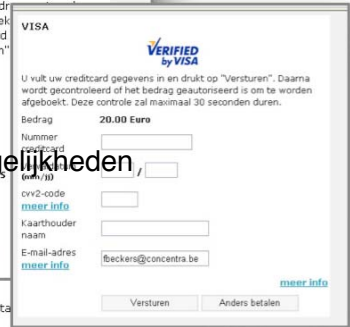 VISA
VERIFIED
by VISA
U vult uw creditcard gegevens in en drukt op "Versturen". Daarna
wordt gecontroleerd of het bedrag geautoriseerd is om te worden
afgeboekt. Deze controle zal maximaal 30 seconden duren.
Bedrag 20.00 Euro
Nummer
creditcard
elijkheden
(mm/jj) /
cvv2-code
meer info
Kaarthouder
naam
E-mail-adres fbeckers@concentra.be
meer info
meer info
Versturen Anders betalen